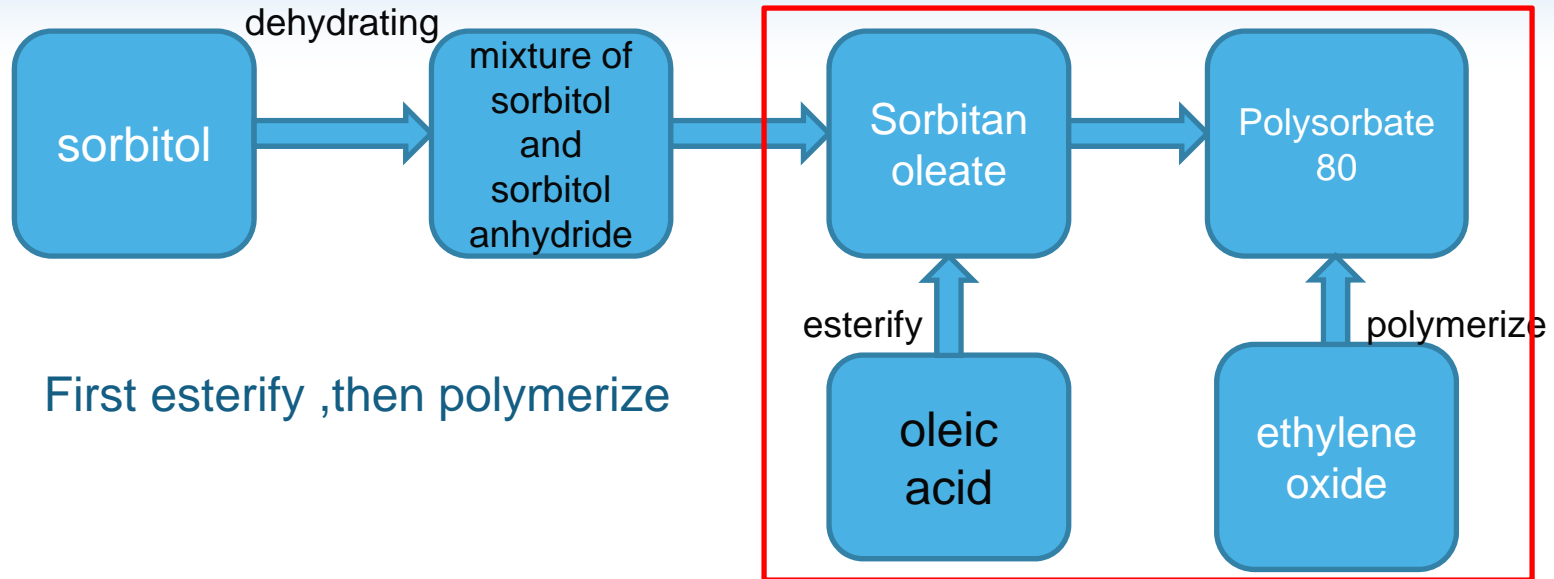 dehydrating
sorbitol
mixture of
sorbitol
and
sorbitol
anhydride
Sorbitan
oleate
Polysorbate
80
esterify
polymerize
First esterify ,then polymerize
oleic
acid
ethylene
oxide